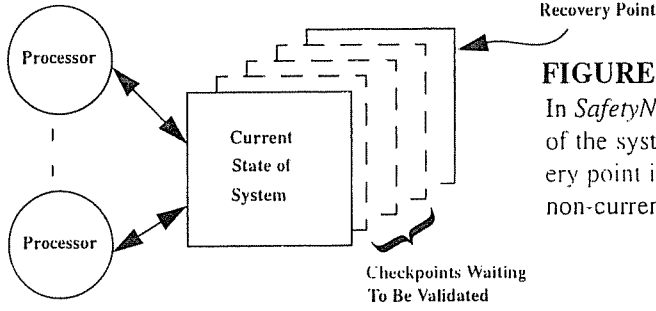 Recovery Point
Processor
FIGURE
In SafetyN
of the syst
ery point i
non-curren
Current
State of
System
Processor
Checkpoints Waiting
To Be Validated